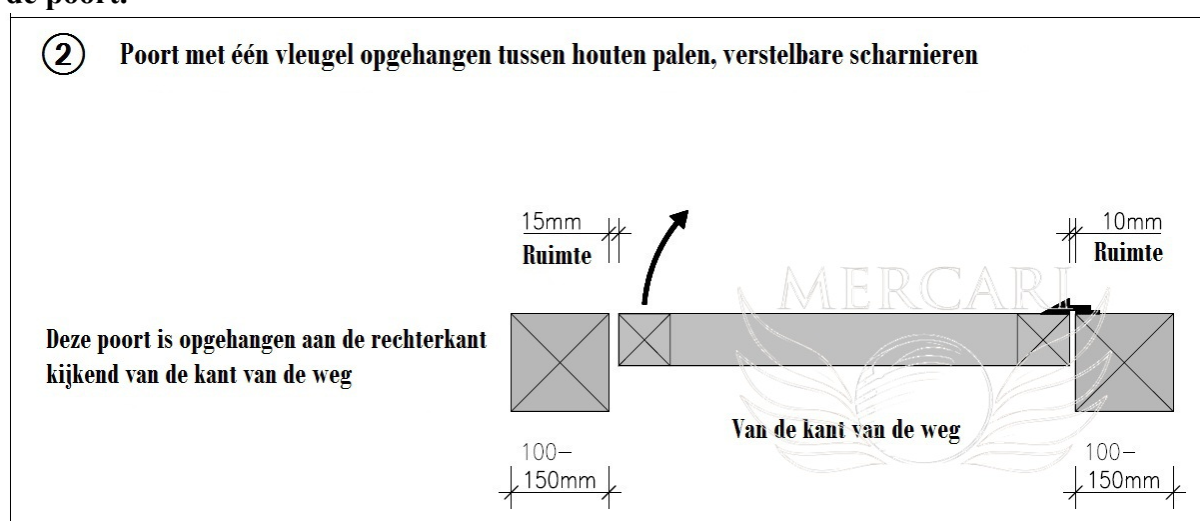 de poort.
2 Poort met één vleugel opgehangen tussen houten palen, verstelbare scharnieren
15mm
Ruimte
10mm
Ruimte
MERCARI
Deze poort is opgehangen aan de rechterkant
kijkend van de kant van de weg
Van de kant van de weg
100-
150mm
100-
150mm